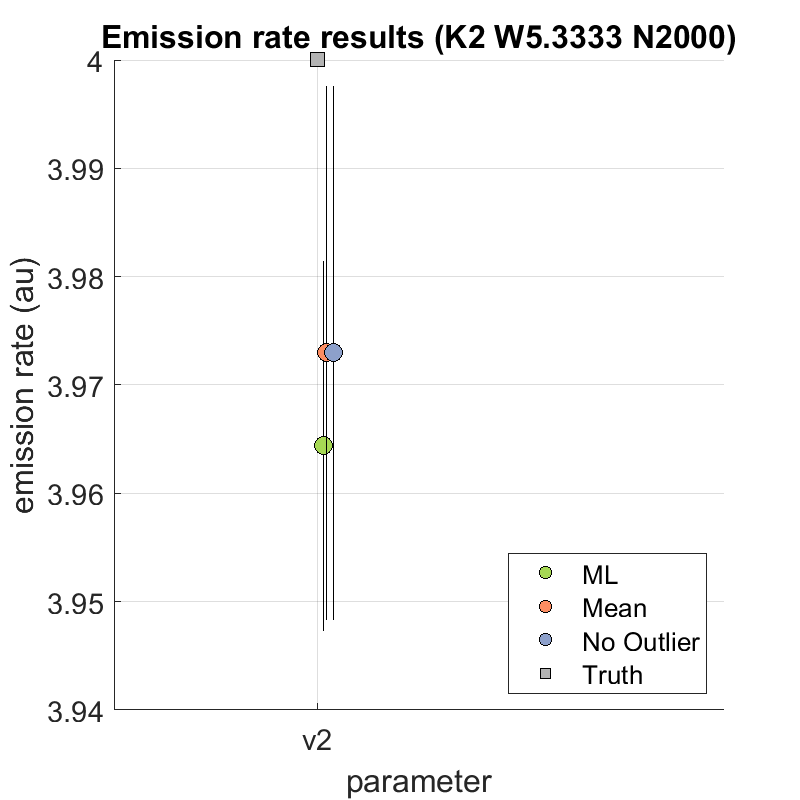 Emission rate results (K2 W5.3333 N2000)
4
3.99
3.98
3.97
3.96
3.95
3.94
emission rate (au)
v2
parameter
ML
Mean
No Outlier
Truth